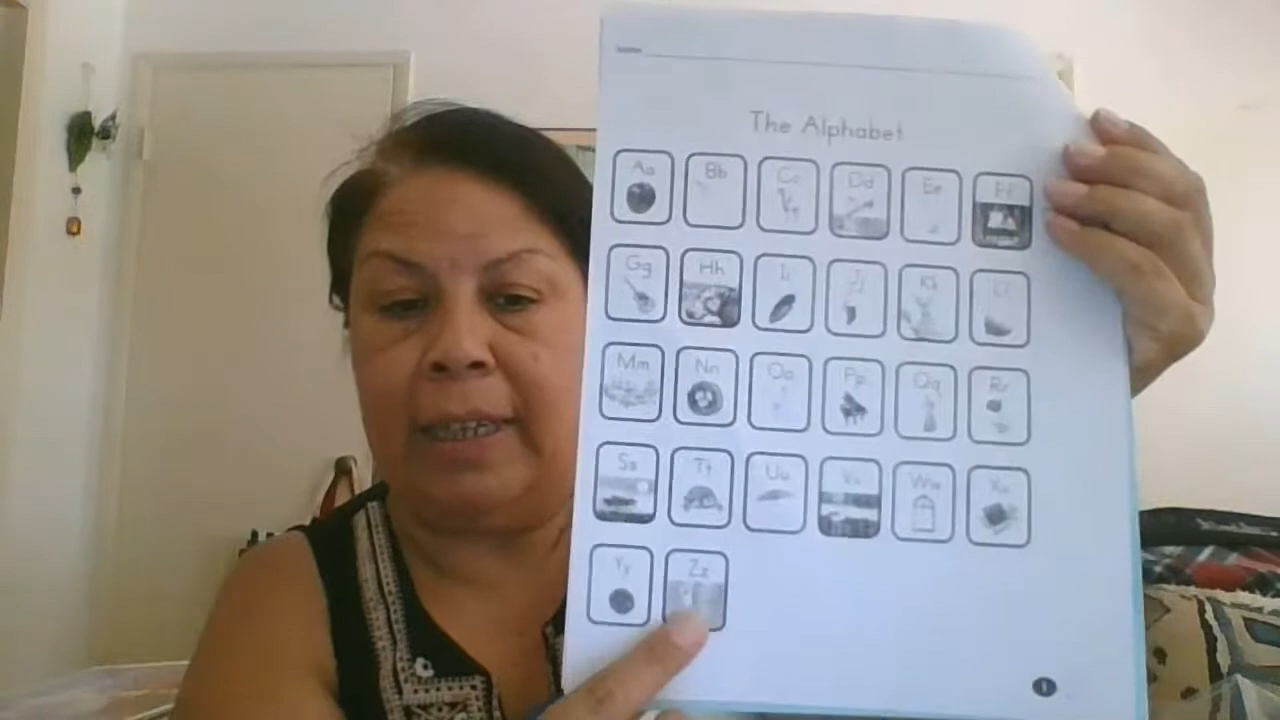 Name
The Alphabet
Aa Bb Cc Dd Ee Ff
Gg Hh Ii Jj Kk Ll
Mm Nn Oo Pp Qq Rr
Ss Tt Uu Vv Ww Xx
Yy Zz
1